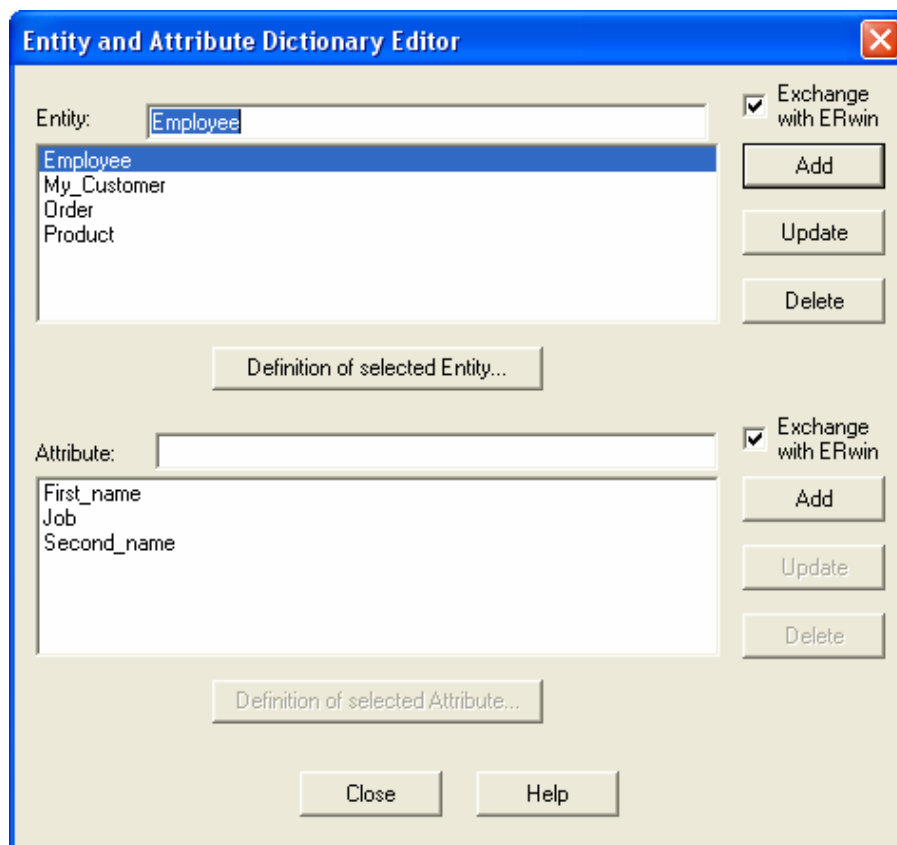 Entity and Attribute Dictionary Editor
Entity:
Employee
Exchange
with ERwin
Employee
My_Customer
Order
Product
Add
Update
Delete
Definition of selected Entity...
Attribute:
Exchange
with ERwin
First_name
Job
Second_name
Add
Update
Delete
Definition of selected Attribute...
Close
Help